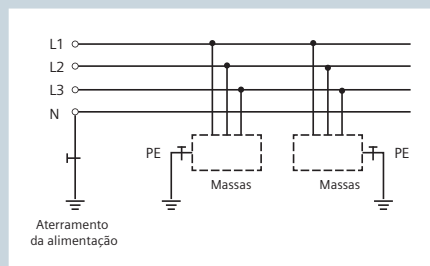 L1
L2
L3
N
PE
PE
Massas
Massas
Aterramento
da alimentação